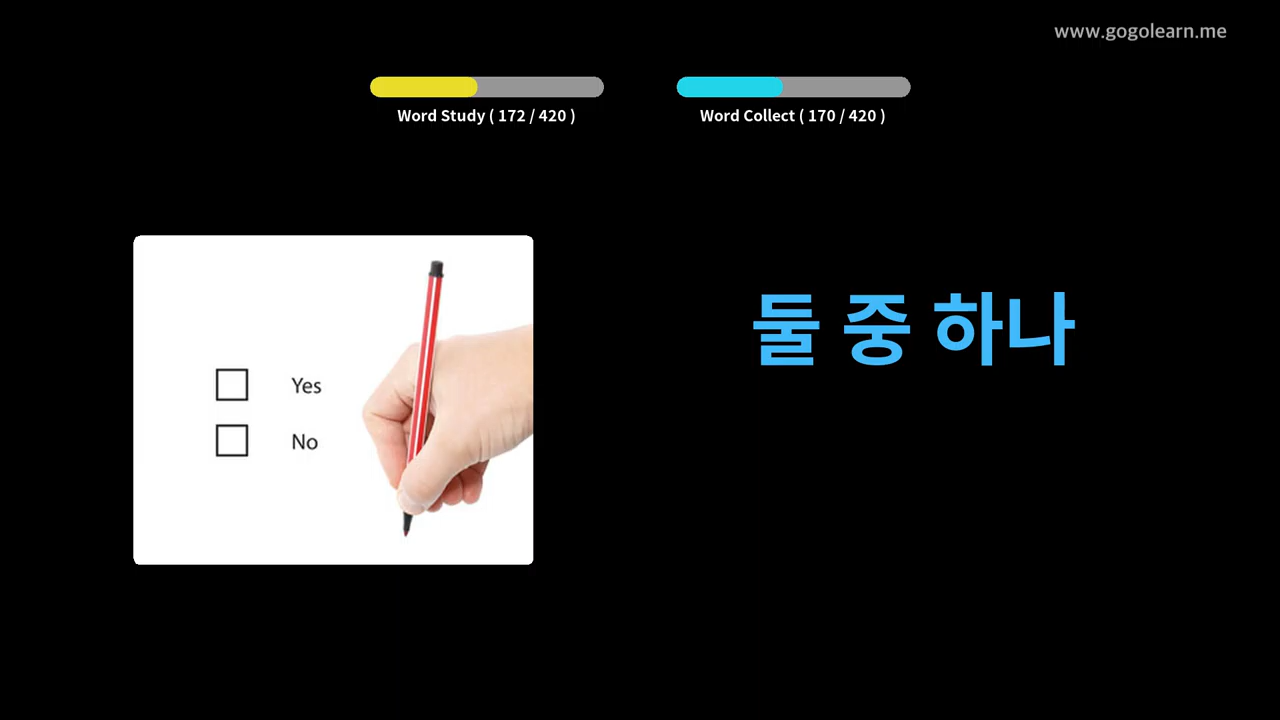 www.gogolearn.me
Word Study ( 172 / 420 )
Word Collect ( 170 / 420 )
둘 중 하나
Yes
No